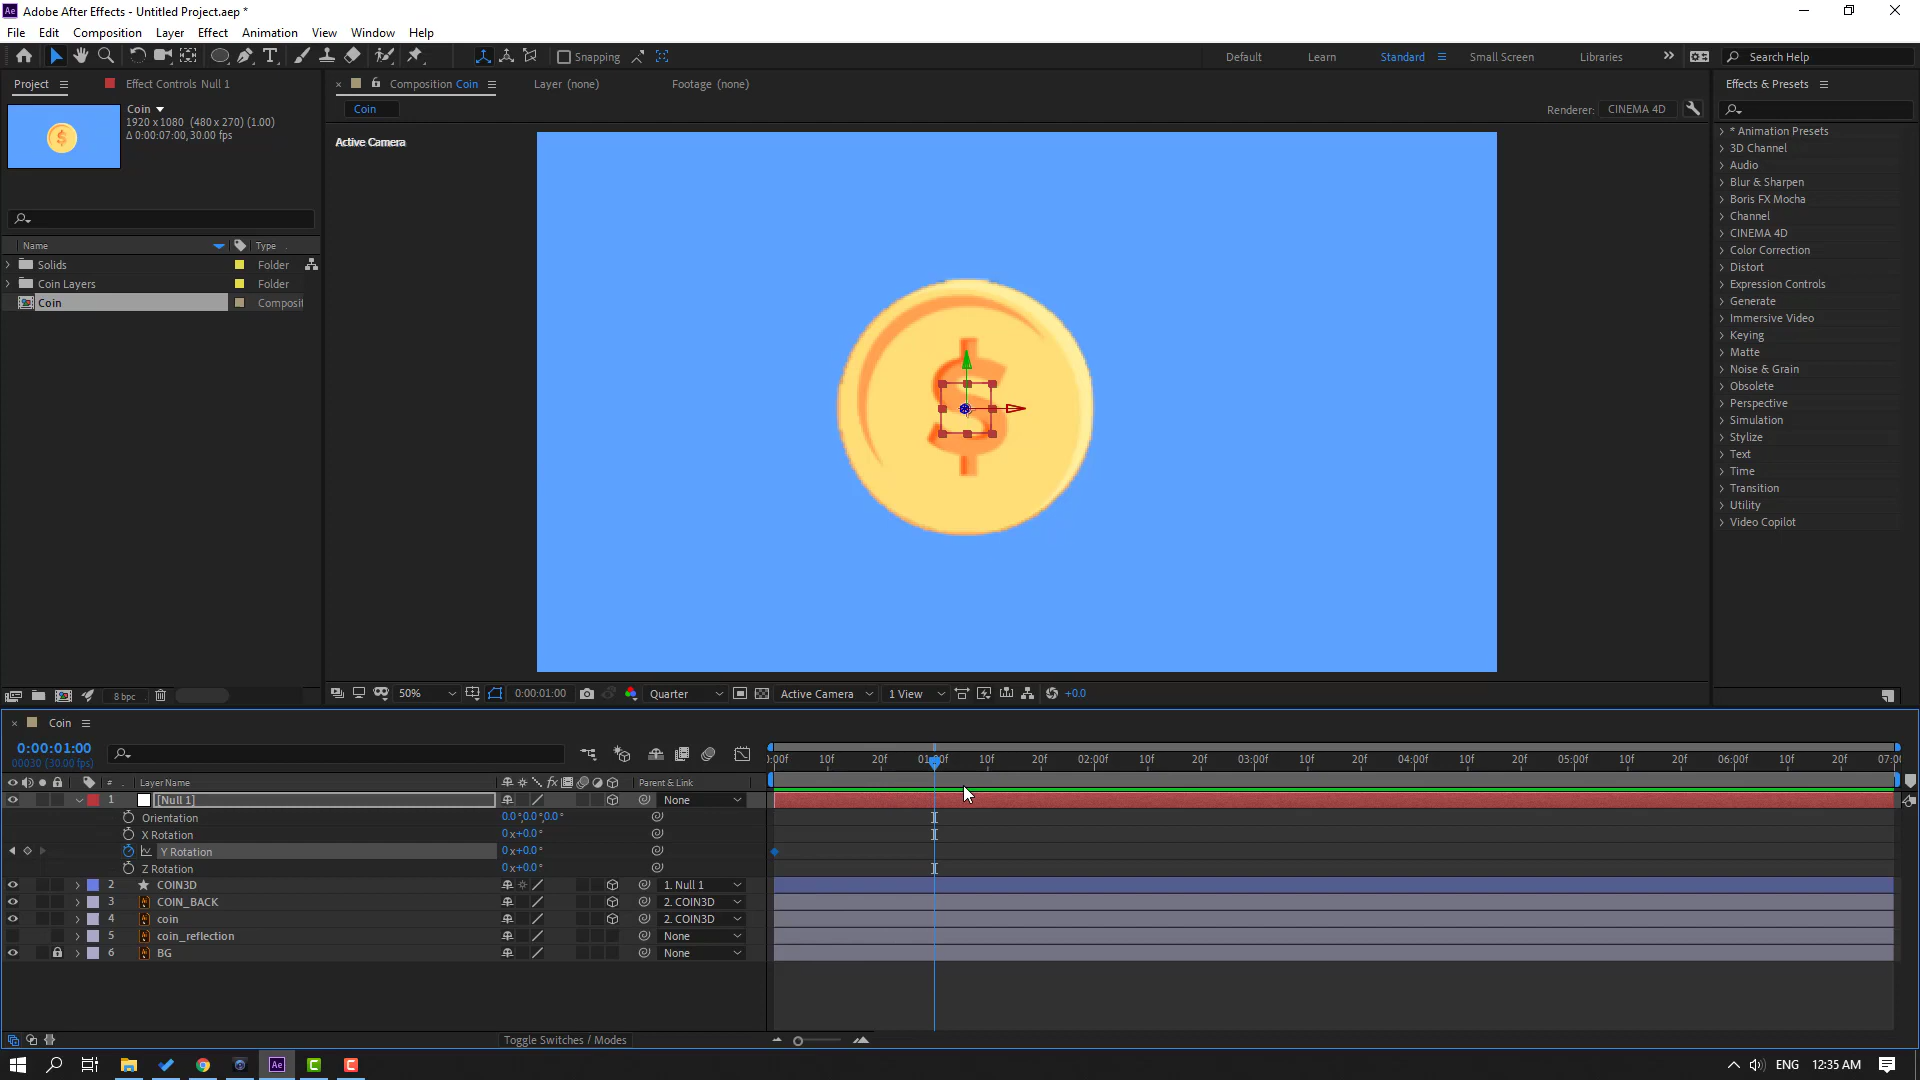 Ae Adobe After Effects - Untitled Project.aep *
File Edit Composition Layer Effect Animation View Window Help
Snapping Default Learn Standard Small Screen Libraries Search Help
Project Effect Controls Null 1 Composition Coin Layer (none) Footage (none) Effects & Presets
Coin
1920 x 1080 (480 x 270) (1.00)
Δ 0:00:07:00, 30.00 fps
Coin Renderer: CINEMA 4D
Active Camera
* Animation Presets
3D Channel
Audio
Blur & Sharpen
Boris FX Mocha
Channel
CINEMA 4D
Color Correction
Distort
Expression Controls
Generate
Immersive Video
Keying
Matte
Noise & Grain
Obsolete
Perspective
Simulation
Stylize
Text
Time
Transition
Utility
Video Copilot
Name Type
Solids Folder
Coin Layers Folder
Coin Composit
$
8 bpc 50% 0:00:01:00 Quarter Active Camera 1 View +0.0
Coin
0:00:01:00
00030 (30.00 fps)
:00f 10f 20f 01:00f 10f 20f 02:00f 10f 20f 03:00f 10f 20f 04:00f 10f 20f 05:00f 10f 20f 06:00f 10f 20f 07:00
# Layer Name fx Parent & Link
1 [Null 1] None
Orientation 0.0°,0.0°,0.0°
X Rotation 0x+0.0°
Y Rotation 0x+0.0°
Z Rotation 0x+0.0°
2 COIN3D 1. Null 1
3 COIN_BACK 2. COIN3D
4 coin 2. COIN3D
5 coin_reflection None
6 BG None
Toggle Switches / Modes
Ae C C ENG 12:35 AM